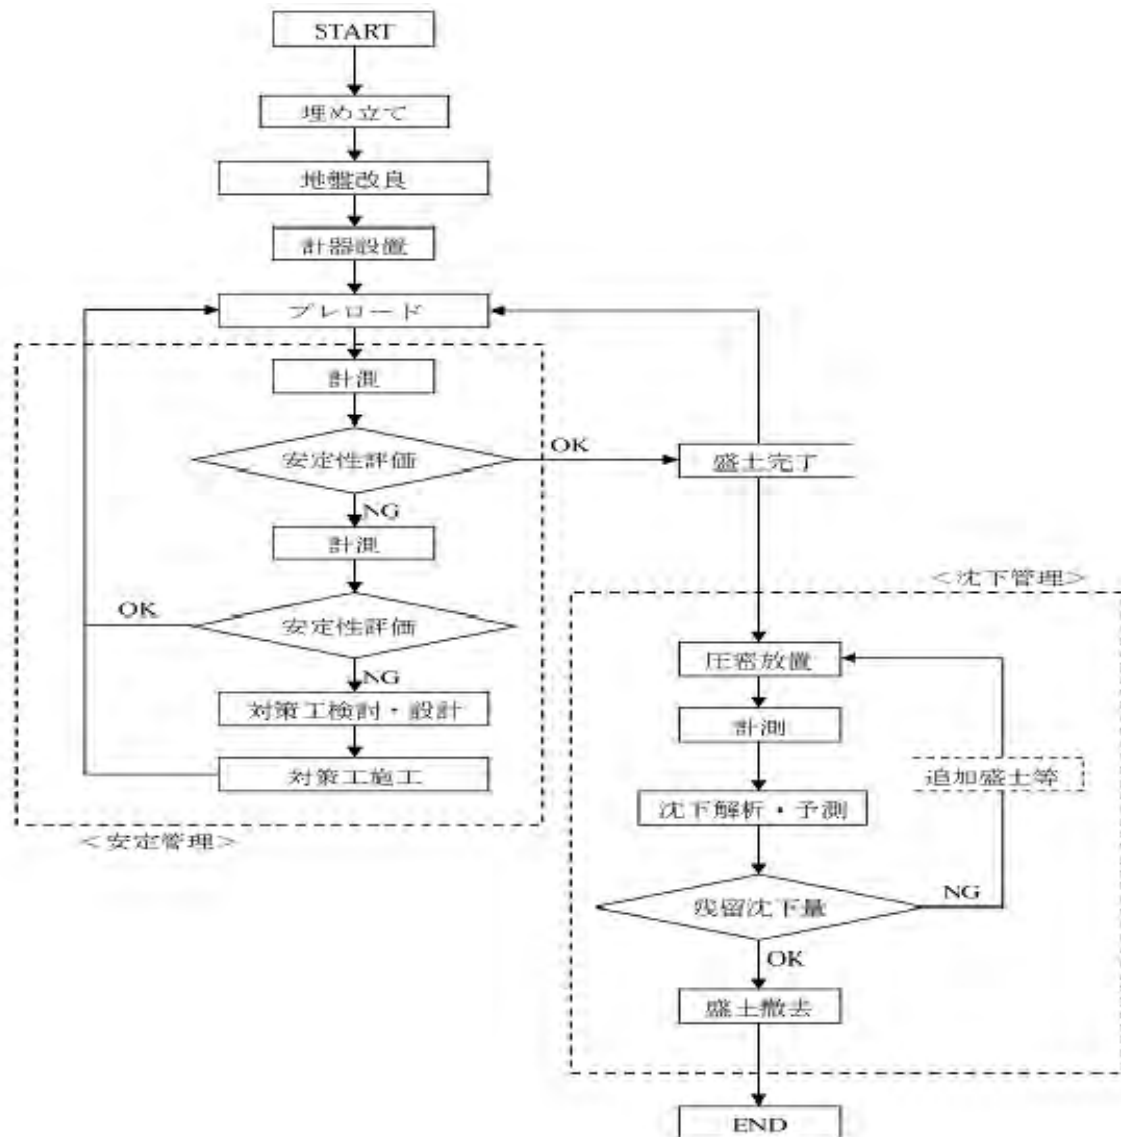 START
埋め立て
地盤改良
計器設置
プレロード
計測
安定性評価
OK
盛土完了
NG
計測
安定性評価
OK
NG
対策工検討・設計
対策工施工
＜安定管理＞
＜沈下管理＞
圧密放置
計測
追加盛土等
沈下解析・予測
残留沈下量
NG
OK
盛土撤去
END